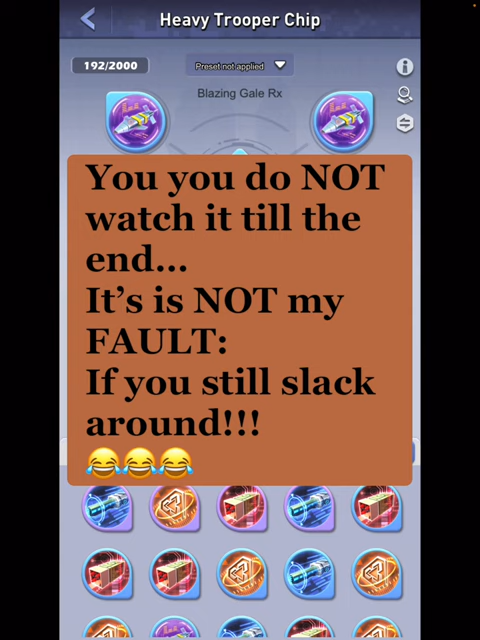 Heavy Trooper Chip
192/2000
Preset not applied
Blazing Gale Rx
You you do NOT
watch it till the
end...
It's is NOT my
FAULT:
If you still slack
around!!!
😂😂😂